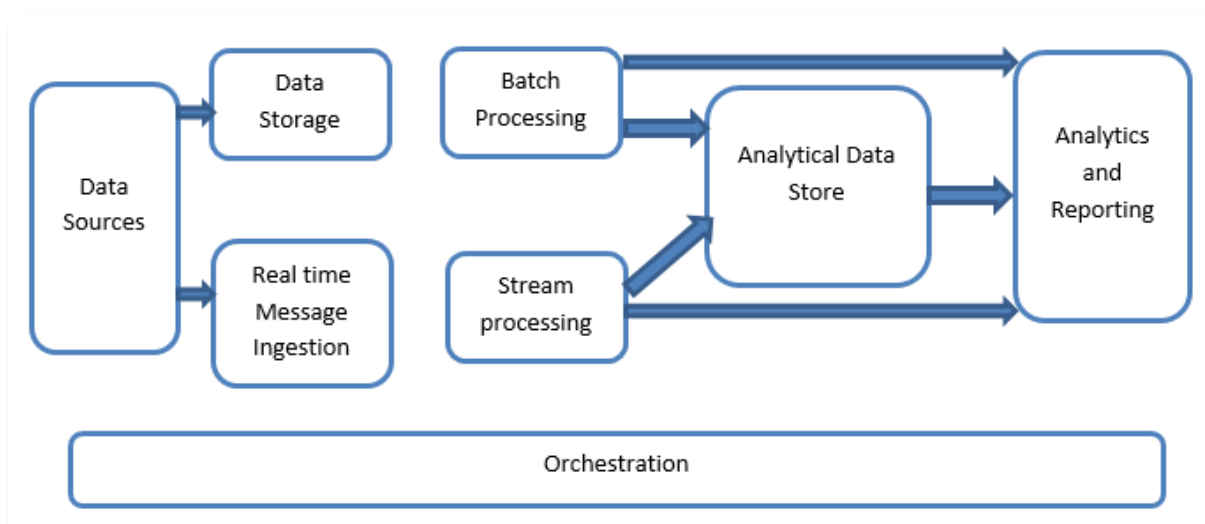 Data
Sources
Data
Storage
Real time
Message
Ingestion
Batch
Processing
Stream
processing
Analytical Data
Store
Analytics
and
Reporting
Orchestration